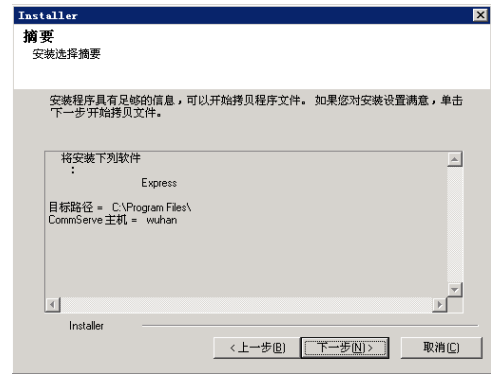 Installer
摘要
安装选择摘要
安装程序具有足够的信息，可以开始拷贝程序文件。 如果您对安装设置满意，单击
下一步开始拷贝文件。
将安装下列软件
:
Express
目标路径 = C:\Program Files\
CommServe 主机 = wuhan
Installer
<上一步(B)  下一步(N)>  取消(C)